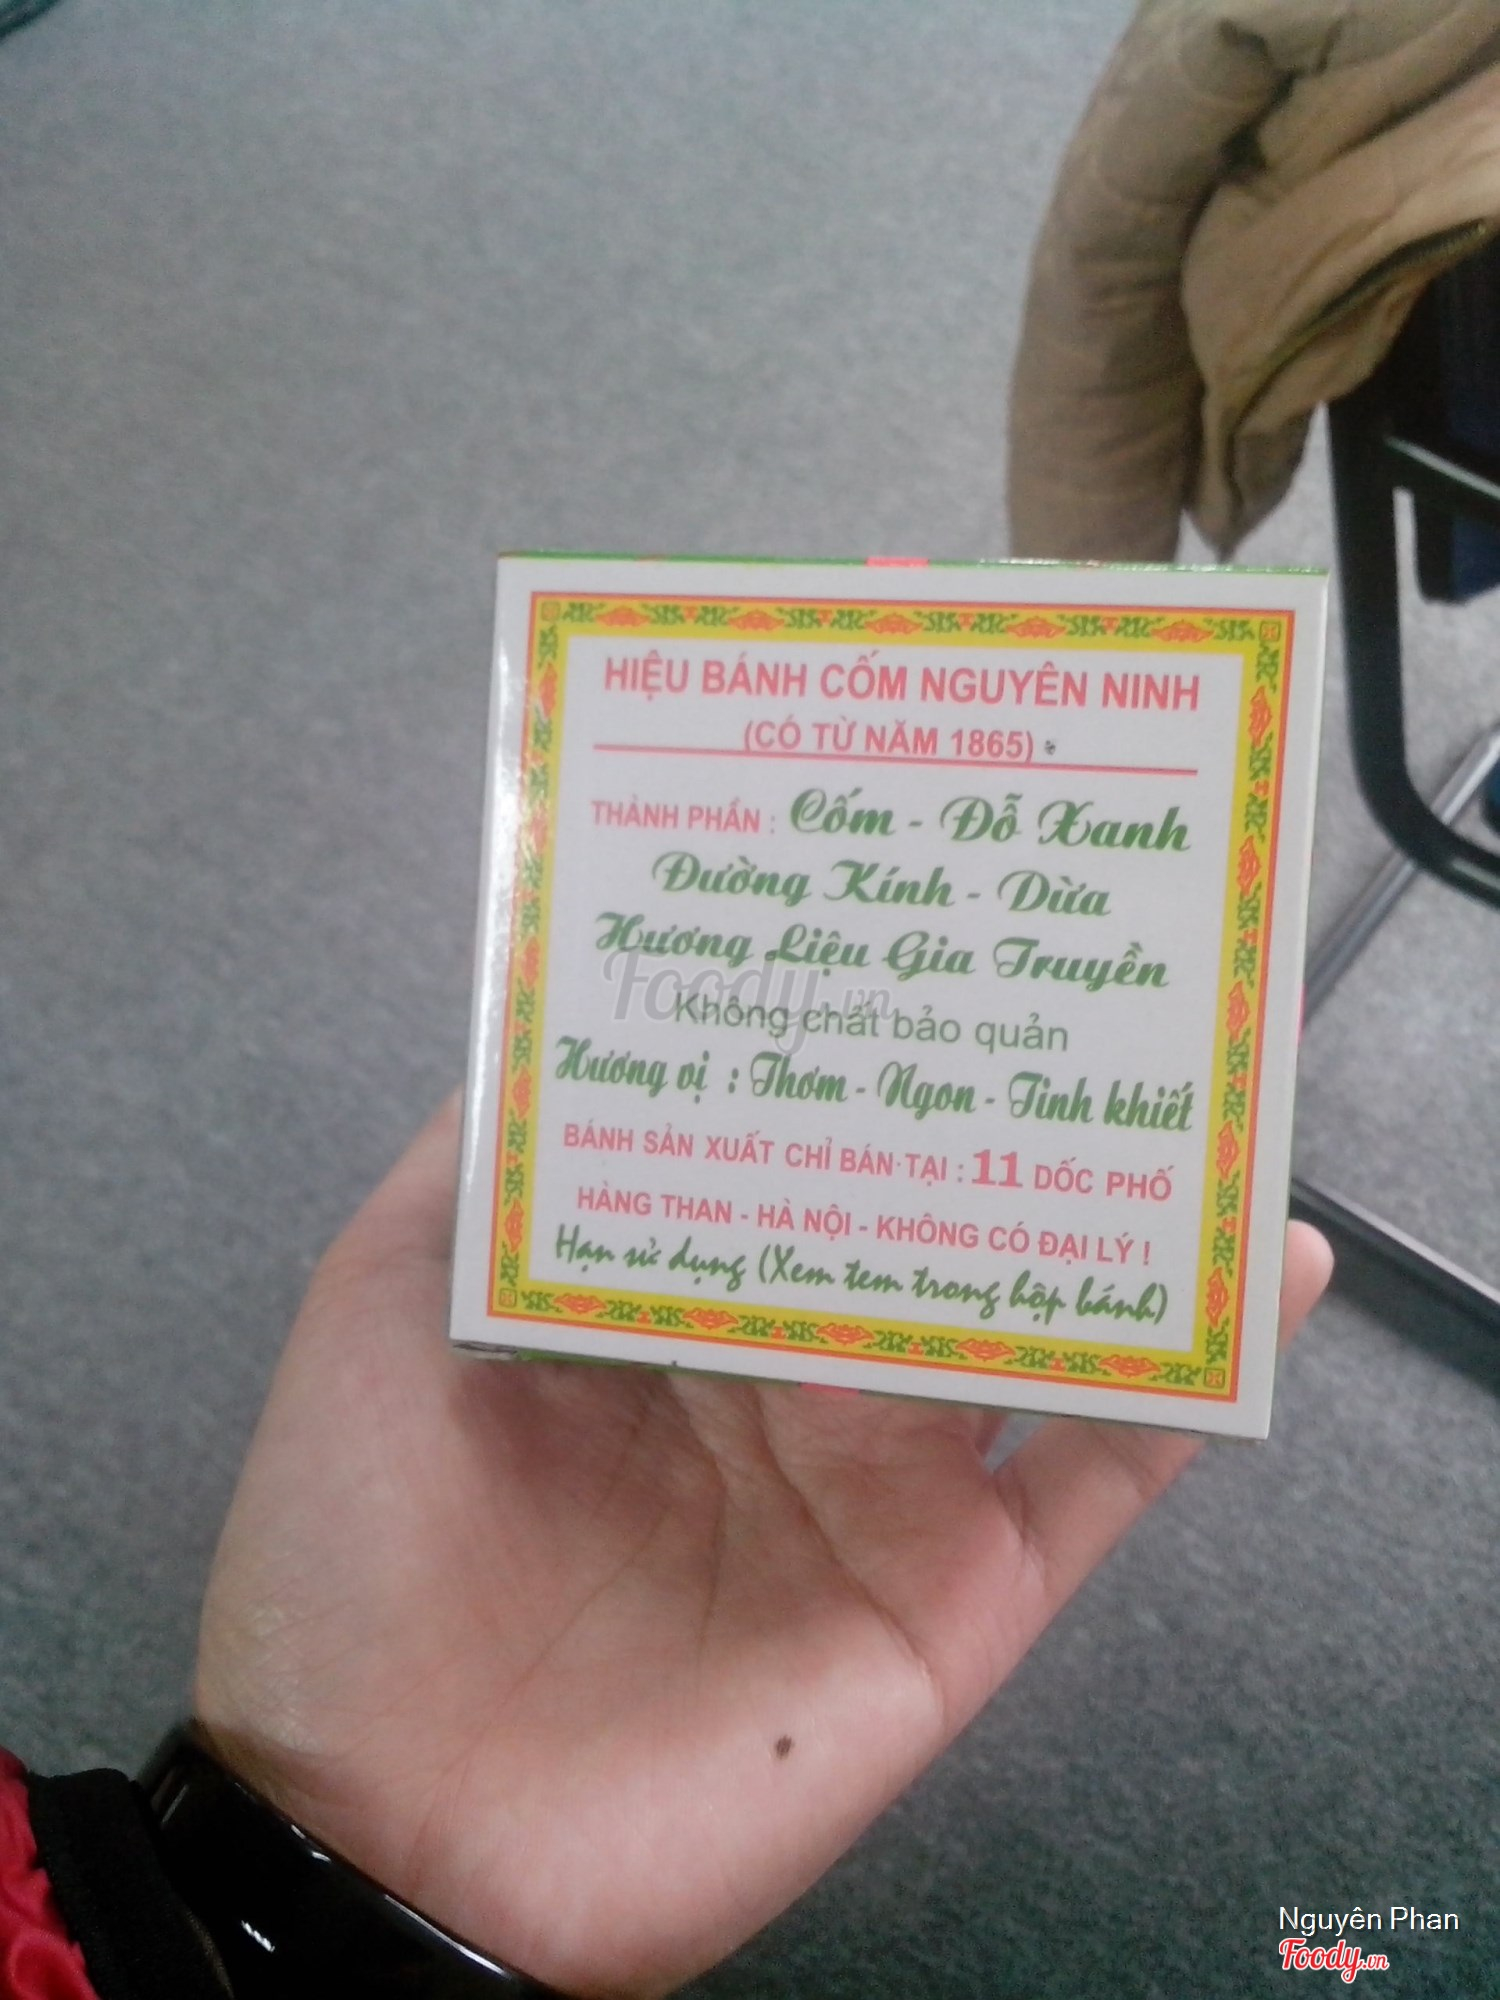 HIỆU BÁNH CỐM NGUYÊN NINH
(CÓ TỪ NĂM 1865)
THÀNH PHẦN : Cốm - Đỗ Xanh
Đường Kính - Dừa
Hương Liệu Gia Truyền
Foody.vn
Không chất bảo quản
Hương vị : Thơm - Ngon - Tinh khiết
BÁNH SẢN XUẤT CHỈ BÁN TẠI : 11 DỐC PHỐ
HÀNG THAN - HÀ NỘI - KHÔNG CÓ ĐẠI LÝ !
Hạn sử dụng (Xem tem trong hộp bánh)
Nguyên Phan
Foody.vn